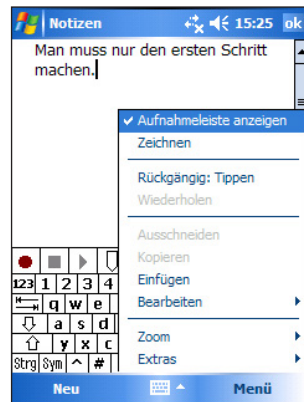 Notizen 15:25 ok
Man muss nur den ersten Schritt
machen.
Aufnahmeleiste anzeigen
Zeichnen
Rückgängig: Tippen
Wiederholen
Ausschneiden
Kopieren
Einfügen
Bearbeiten
Zoom
Extras
123 1 2 3 4
q w e
a s d
y x c
Strg Sym ^ #
Neu Menü